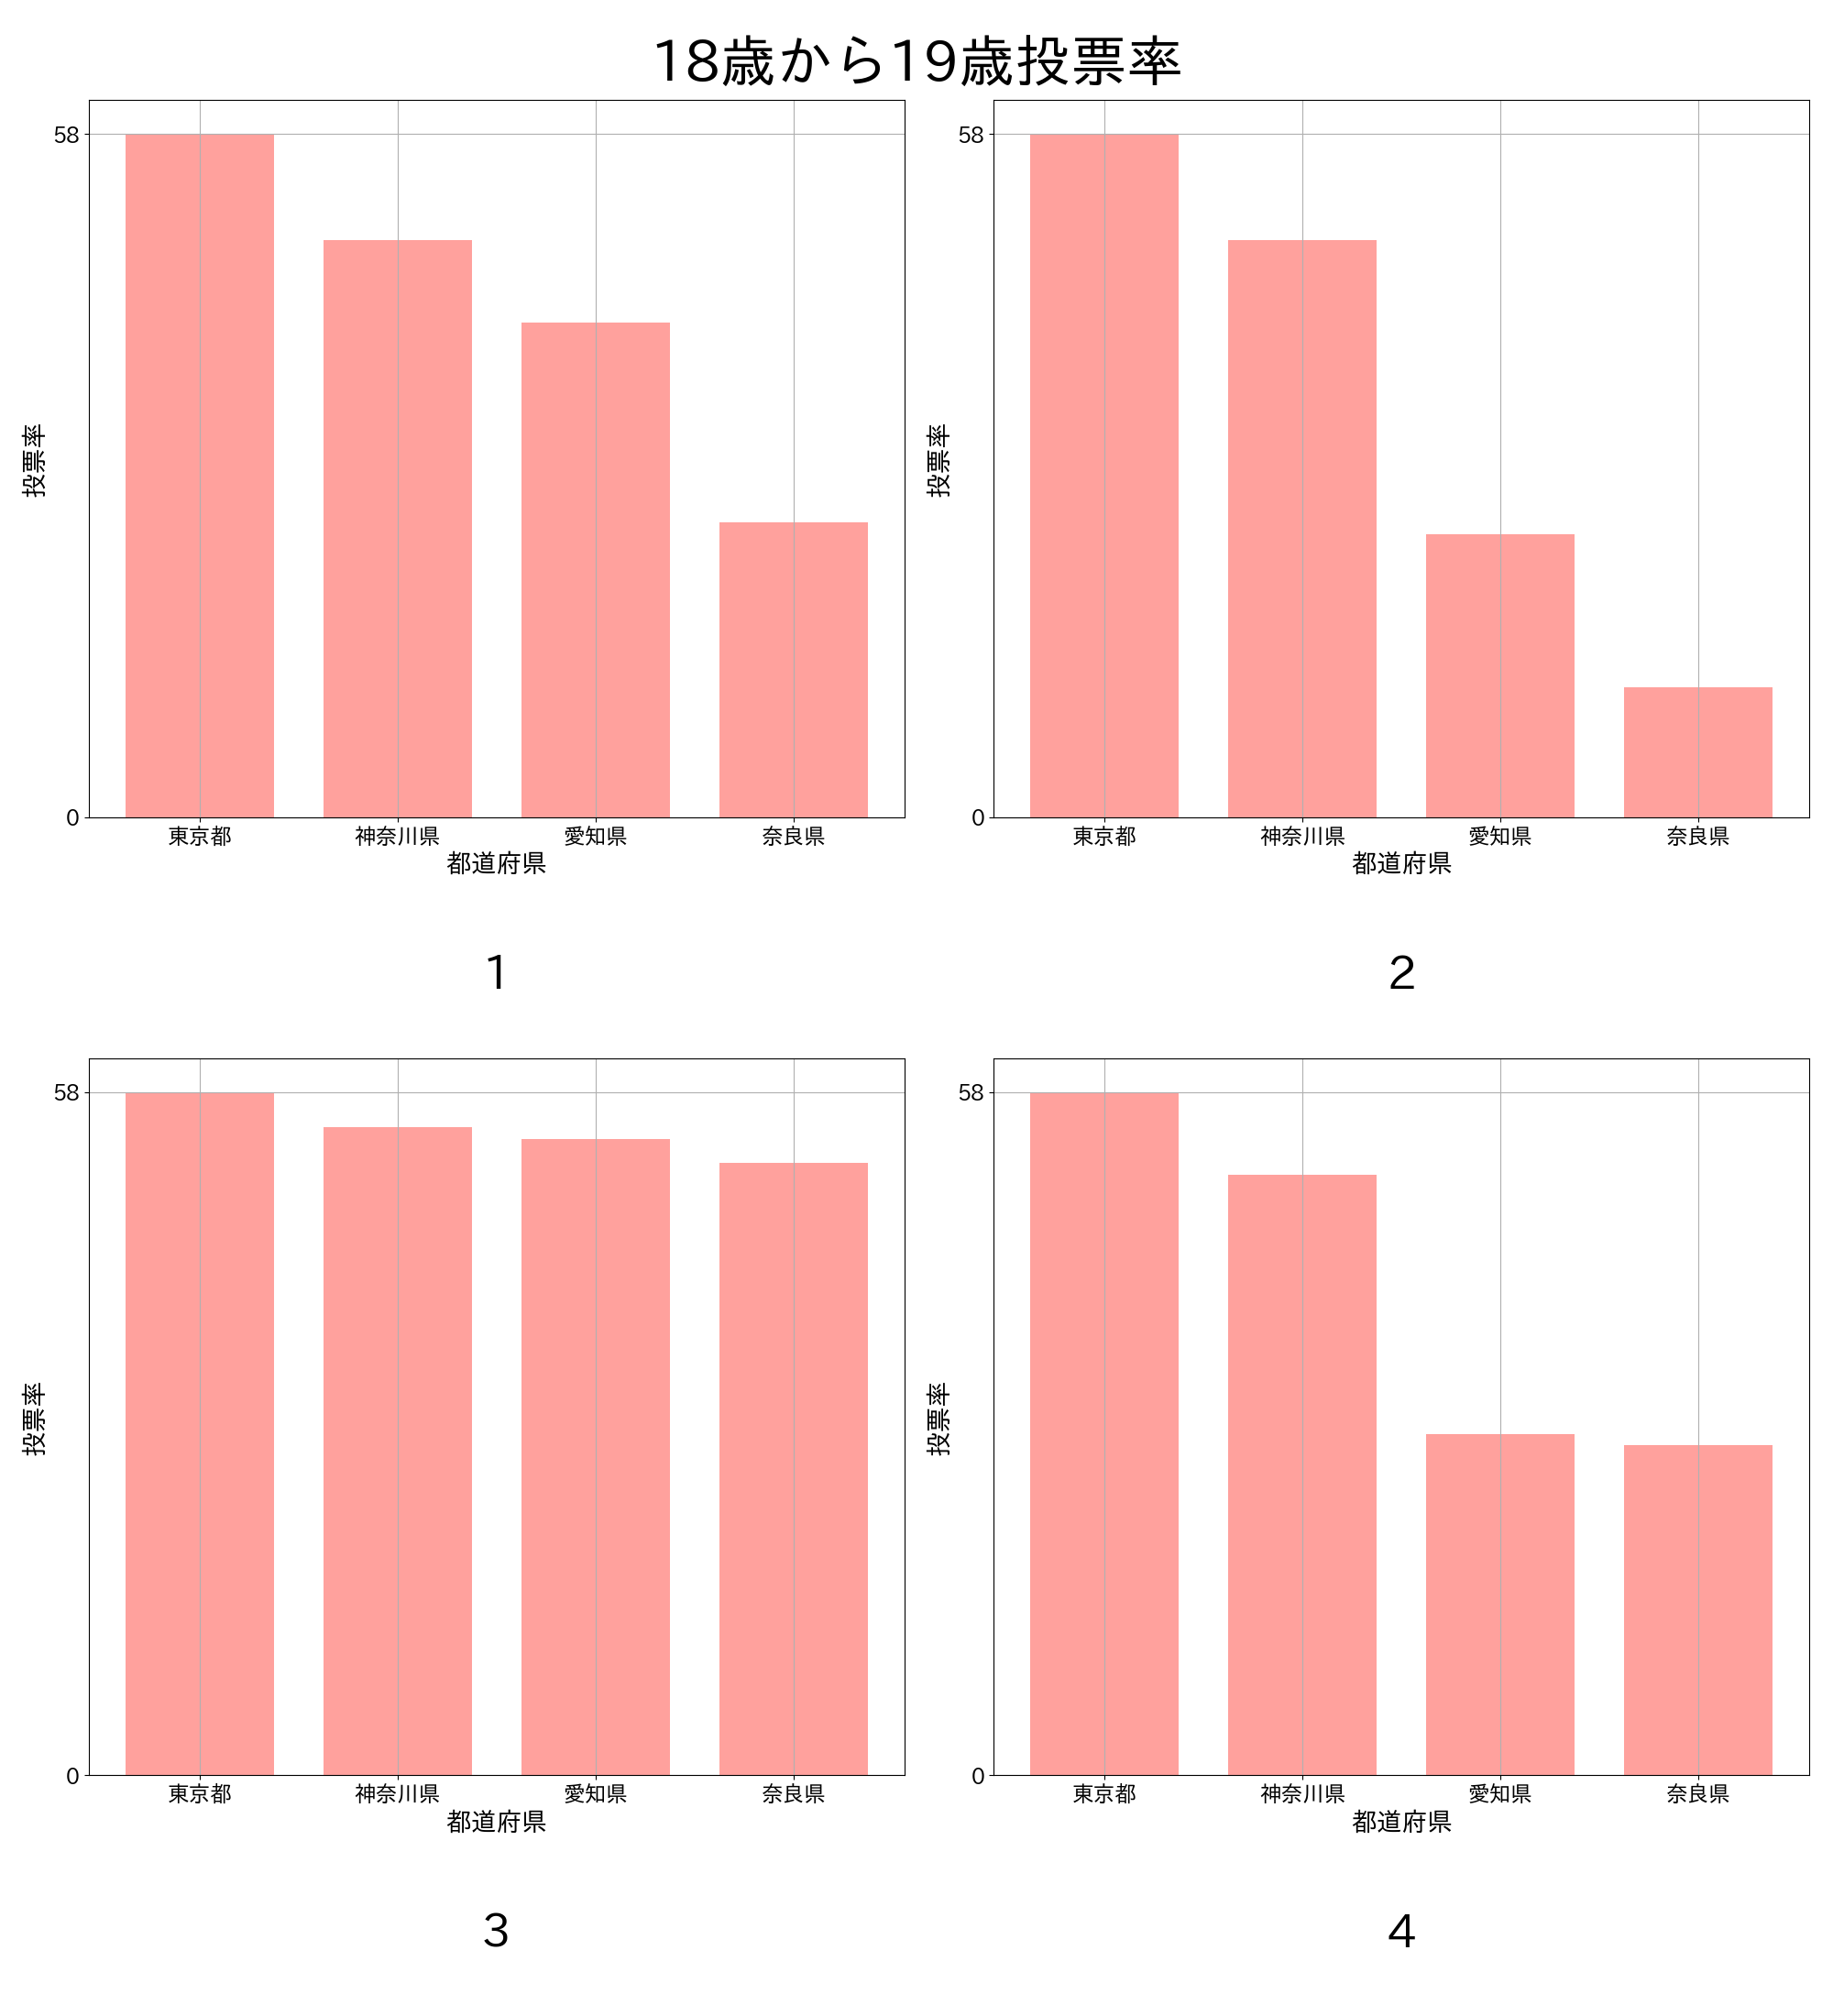 18歳から19歳投票率
58
0
投票率
東京都 神奈川県 愛知県 奈良県
都道府県
1
58
0
投票率
東京都 神奈川県 愛知県 奈良県
都道府県
2
58
0
投票率
東京都 神奈川県 愛知県 奈良県
都道府県
3
58
0
投票率
東京都 神奈川県 愛知県 奈良県
都道府県
4